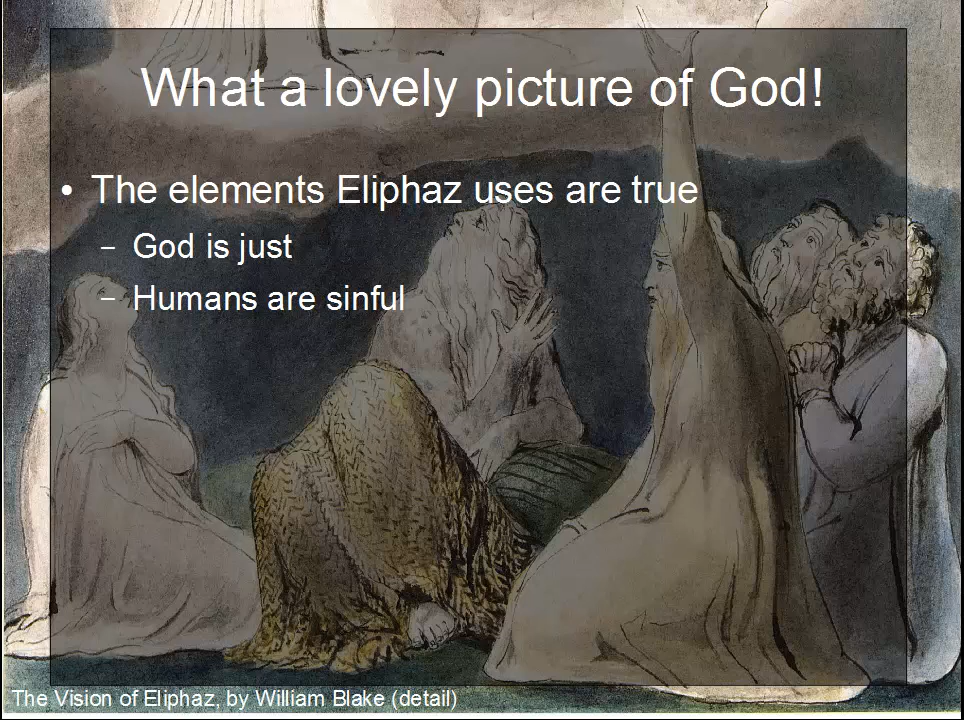 What a lovely picture of God!
• The elements Eliphaz uses are true
– God is just
– Humans are sinful
The Vision of Eliphaz, by William Blake (detail)